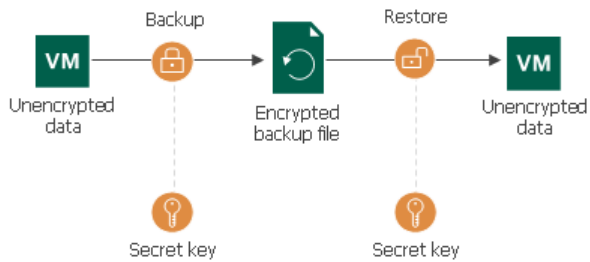 Backup
Restore
VM
VM
Unencrypted
data
Encrypted
backup file
Unencrypted
data
Secret key
Secret key